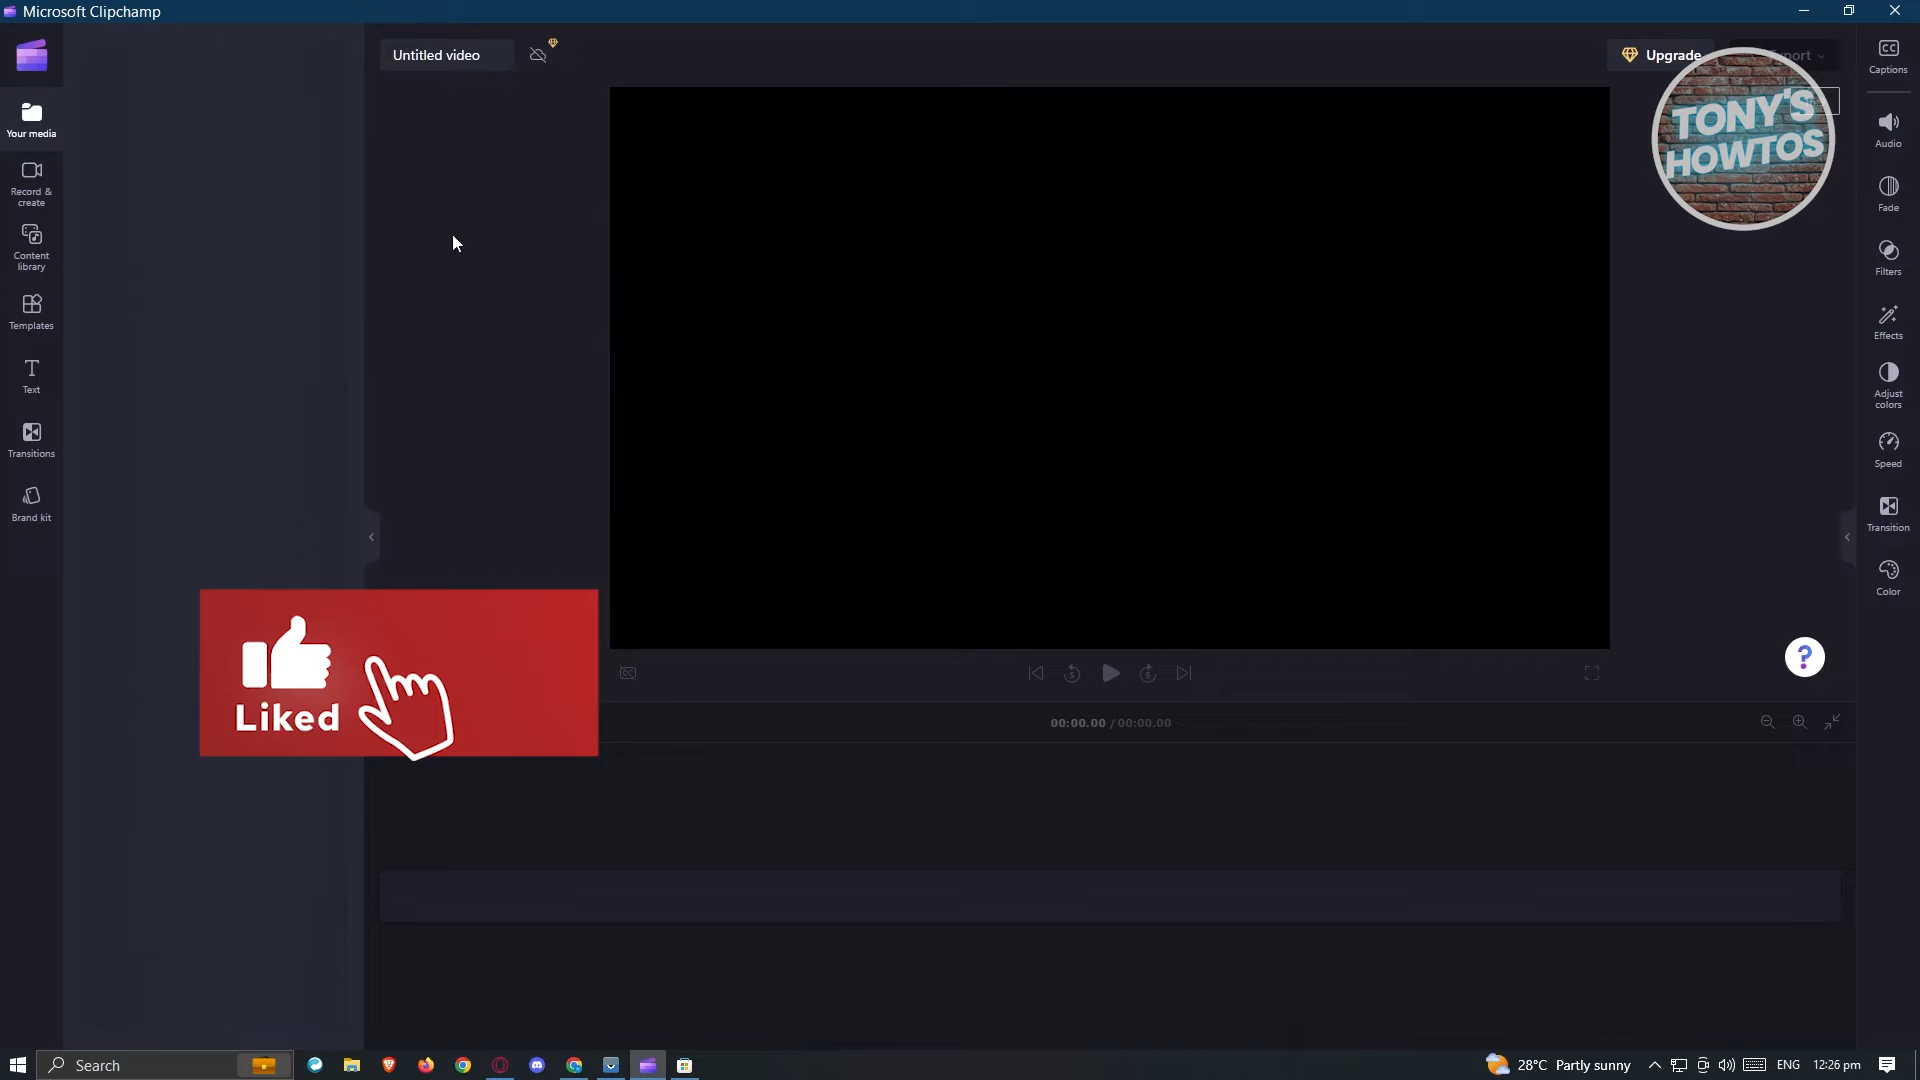 Microsoft Clipchamp
Untitled video
Upgrade
TONY'S
HOWTOS
Captions
Your media
Record &
create
Content
library
Templates
Text
Transitions
Brand kit
Audio
Fade
Filters
Effects
Adjust
colors
Speed
Transition
Color
Liked
?
00:00.00 / 00:00.00
Search
28°C Partly sunny
ENG
12:26 pm